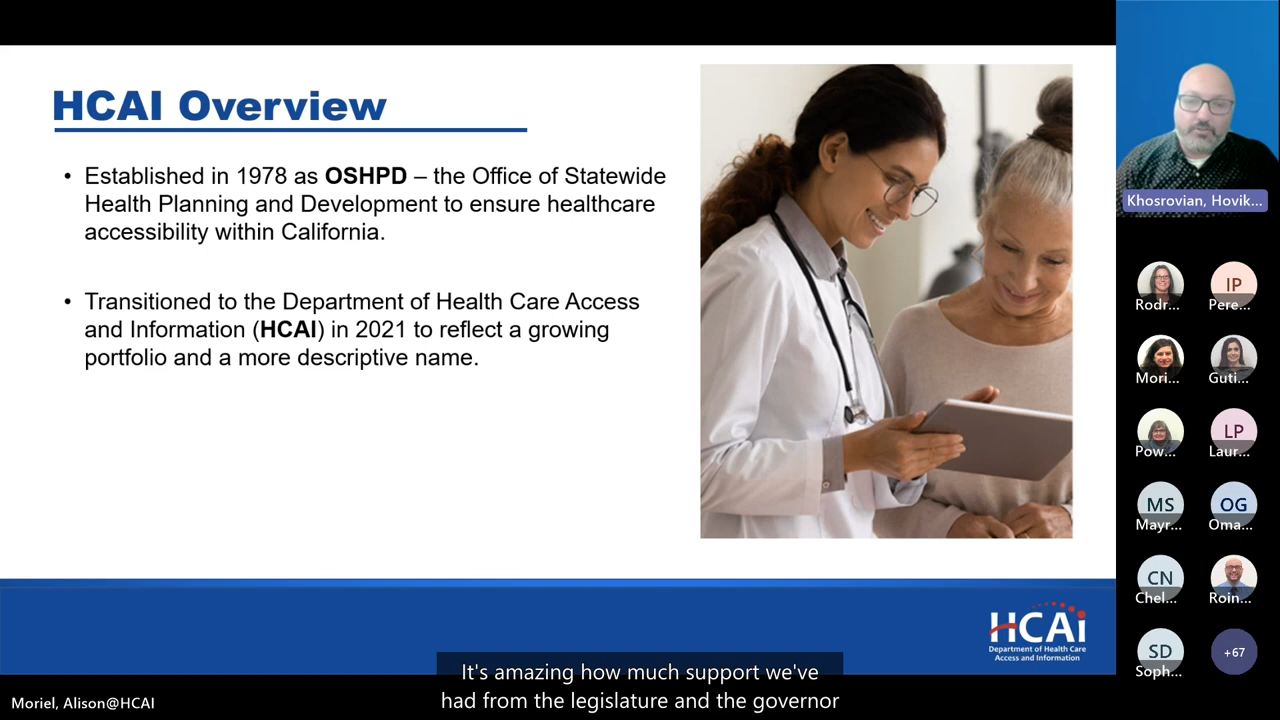 HCAI Overview
• Established in 1978 as OSHPD – the Office of Statewide
Health Planning and Development to ensure healthcare
accessibility within California.
• Transitioned to the Department of Health Care Access
and Information (HCAI) in 2021 to reflect a growing
portfolio and a more descriptive name.
HCAi
Department of Health Care
Access and Information
It's amazing how much support we've
had from the legislature and the governor
Moriel, Alison@HCAI
Khosrovian, Hovik...
Rodr...
IP
Pere...
Mori...
Guti...
Pow...
LP
Laur...
MS
Mayr...
OG
Oma...
CN
Chel...
Roin...
SD
Soph...
+67